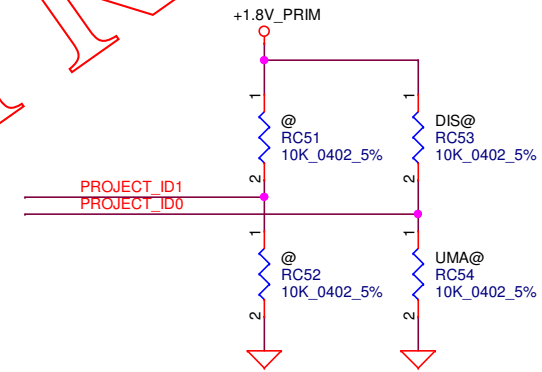 +1.8V_PRIM
1
@
RC51
10K_0402_5%
2
1
DIS@
RC53
10K_0402_5%
2
PROJECT_ID1
PROJECT_ID0
1
@
RC52
10K_0402_5%
2
1
UMA@
RC54
10K_0402_5%
2